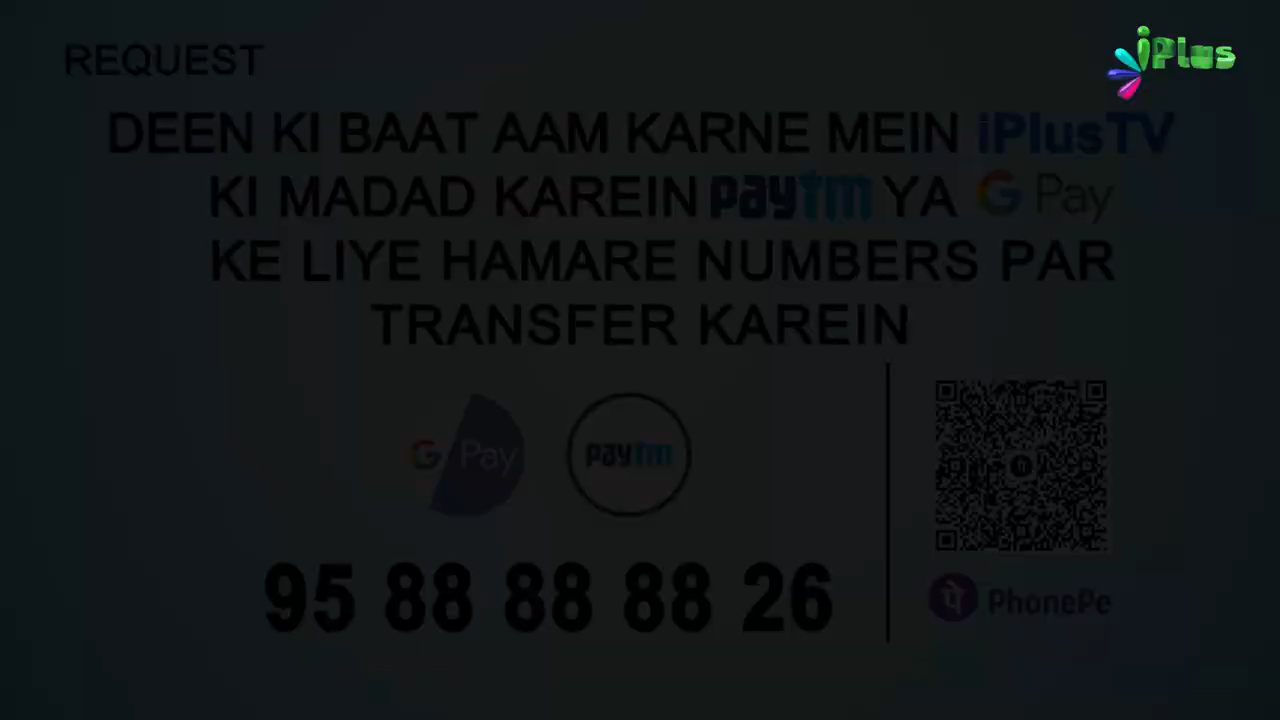 iPlus
REQUEST
DEEN KI BAAT AAM KARNE MEIN iPlusTV
KI MADAD KAREIN paytm YA G Pay
KE LIYE HAMARE NUMBERS PAR
TRANSFER KAREIN
G Pay
paytm
95 88 88 88 26
पे PhonePe